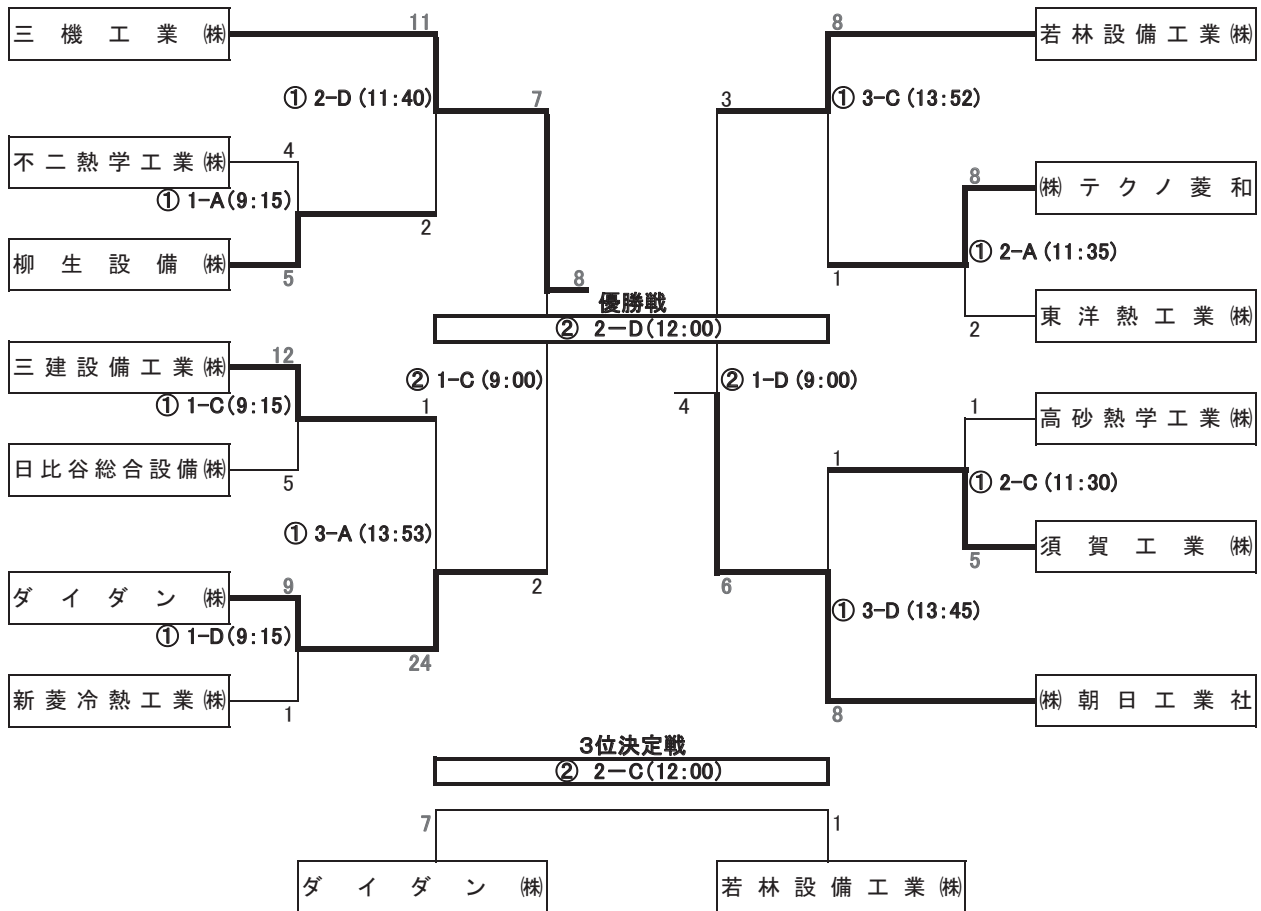 11
8
三機工業㈱
若林設備工業㈱
① 2-D (11:40)
7
3
① 3-C (13:52)
不二熱学工業㈱
4
8
㈱テクノ菱和
① 1-A(9:15)
2
① 2-A (11:35)
柳生設備㈱
5
8
1
2
東洋熱工業㈱
優勝戦
② 2-D(12:00)
三建設備工業㈱
12
② 1-C (9:00)
② 1-D (9:00)
① 1-C(9:15)
1
4
1
高砂熱学工業㈱
日比谷総合設備㈱
5
1
① 2-C (11:30)
① 3-A (13:53)
須賀工業㈱
5
ダイダン㈱
9
2
6
① 3-D (13:45)
① 1-D(9:15)
24
新菱冷熱工業㈱
1
8
㈱朝日工業社
3位決定戦
② 2-C(12:00)
7
1
ダイダン㈱
若林設備工業㈱